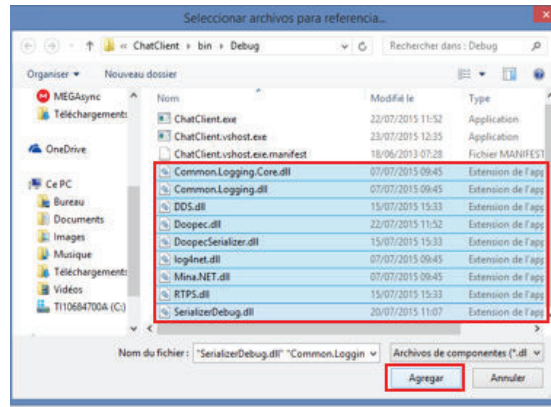 Seleccionar archivos para referencia...
« ChatClient › bin › Debug
Rechercher dans : Debug
Organiser
Nouveau dossier
MEGAsync
Téléchargements
OneDrive
Ce PC
Bureau
Documents
Images
Musique
Téléchargements
Vidéos
TI10684700A (C:)
Nom Modifié le Type
ChatClient.exe 22/07/2015 11:52 Application
ChatClient.vshost.exe 23/07/2015 12:35 Application
ChatClient.vshost.exe.manifest 18/06/2013 07:28 Fichier MANIFEST
Common.Logging.Core.dll 07/07/2015 09:45 Extension de l'app
Common.Logging.dll 07/07/2015 09:45 Extension de l'app
DDS.dll 15/07/2015 15:33 Extension de l'app
Doopec.dll 22/07/2015 11:52 Extension de l'app
DoopecSerializer.dll 15/07/2015 15:33 Extension de l'app
log4net.dll 07/07/2015 09:45 Extension de l'app
Mina.NET.dll 07/07/2015 09:45 Extension de l'app
RTPS.dll 15/07/2015 15:33 Extension de l'app
SerializerDebug.dll 20/07/2015 11:07 Extension de l'app
Nom du fichier : "SerializerDebug.dll" "Common.Loggin
Archivos de componentes (*.dl
Agregar Annuler